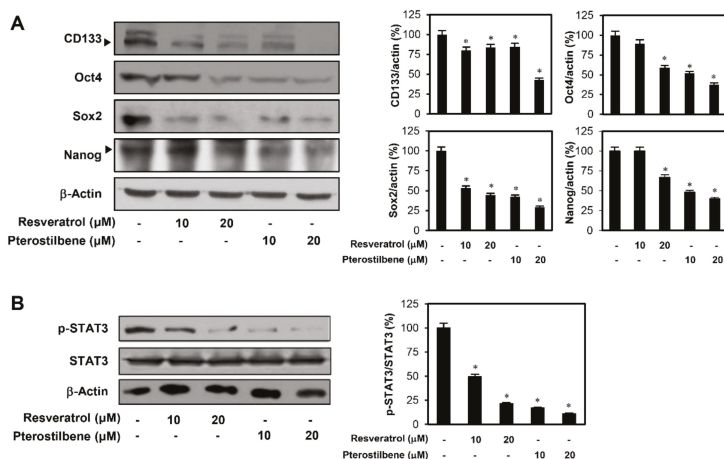 A
CD133
Oct4
Sox2
Nanog
β-Actin
Resveratrol (µM) - 10 20 - -
Pterostilbene (µM) - - - 10 20
CD133/actin (%)
125
100
75
50
25
0
* * * *
Oct4/actin (%)
125
100
75
50
25
0
* * *
Sox2/actin (%)
125
100
75
50
25
0
* * * *
Nanog/actin (%)
125
100
75
50
25
0
* * *
Resveratrol (µM) - 10 20 - - - 10 20 - -
Pterostilbene (µM) - - - 10 20 - - - 10 20
B
p-STAT3
STAT3
β-Actin
Resveratrol (µM) - 10 20 - -
Pterostilbene (µM) - - - 10 20
p-STAT3/STAT3 (%)
125
100
75
50
25
0
* * * *
Resveratrol (µM) - 10 20 - -
Pterostilbene (µM) - - - 10 20